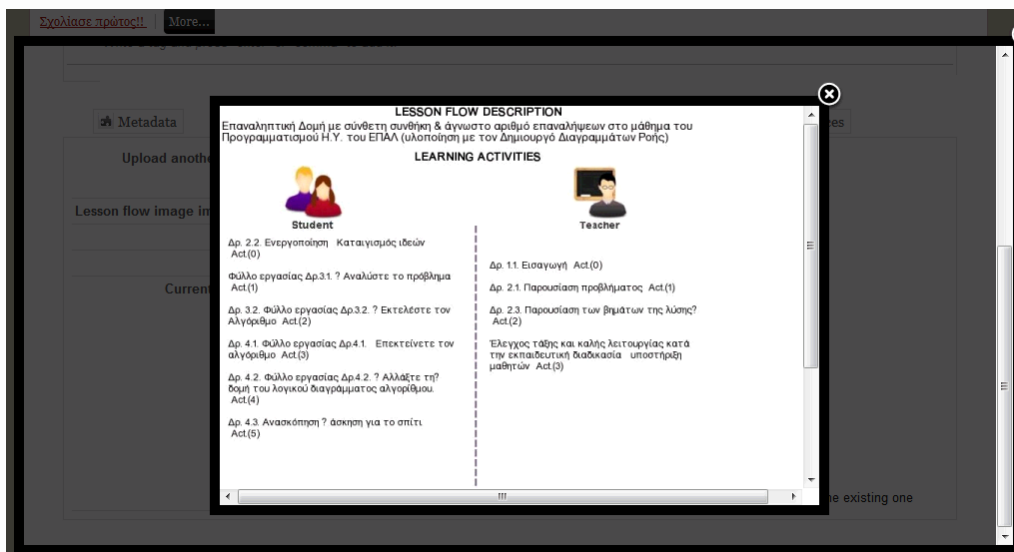 Σχολίασε πρώτος!!
More...
Metadata
Upload anothe
Lesson flow image im
Current
ne existing one
LESSON FLOW DESCRIPTION
Επαναληπτική Δομή με σύνθετη συνθήκη & άγνωστο αριθμό επαναλήψεων στο μάθημα του
Προγραμματισμού Η.Υ. του ΕΠΑΛ (υλοποίηση με τον Δημιουργό Διαγραμμάτων Ροής)
LEARNING ACTIVITIES
Student
Δρ. 2.2. Ενεργοποίηση Καταιγισμός ιδεών
Act.(0)
Φύλλο εργασίας Δρ.3.1. ? Αναλύστε το πρόβλημα
Act.(1)
Δρ. 3.2. Φύλλο εργασίας Δρ.3.2. ? Εκτελέστε τον
Αλγόριθμο Act.(2)
Δρ. 4.1. Φύλλο εργασίας Δρ.4.1. Επεκτείνετε τον
αλγόριθμο Act.(3)
Δρ. 4.2. Φύλλο εργασίας Δρ.4.2. ? Αλλάξτε τη?
δομή του λογικού διαγράμματος αλγορίθμου.
Act.(4)
Δρ. 4.3. Ανασκόπηση ? άσκηση για το σπίτι
Act.(5)
Teacher
Δρ. 1.1. Εισαγωγή Act.(0)
Δρ. 2.1. Παρουσίαση προβλήματος Act.(1)
Δρ. 2.3. Παρουσίαση των βημάτων της λύσης?
Act.(2)
Έλεγχος τάξης και καλής λειτουργίας κατά
την εκπαιδευτική διαδικασία υποστήριξη
μαθητών Act.(3)